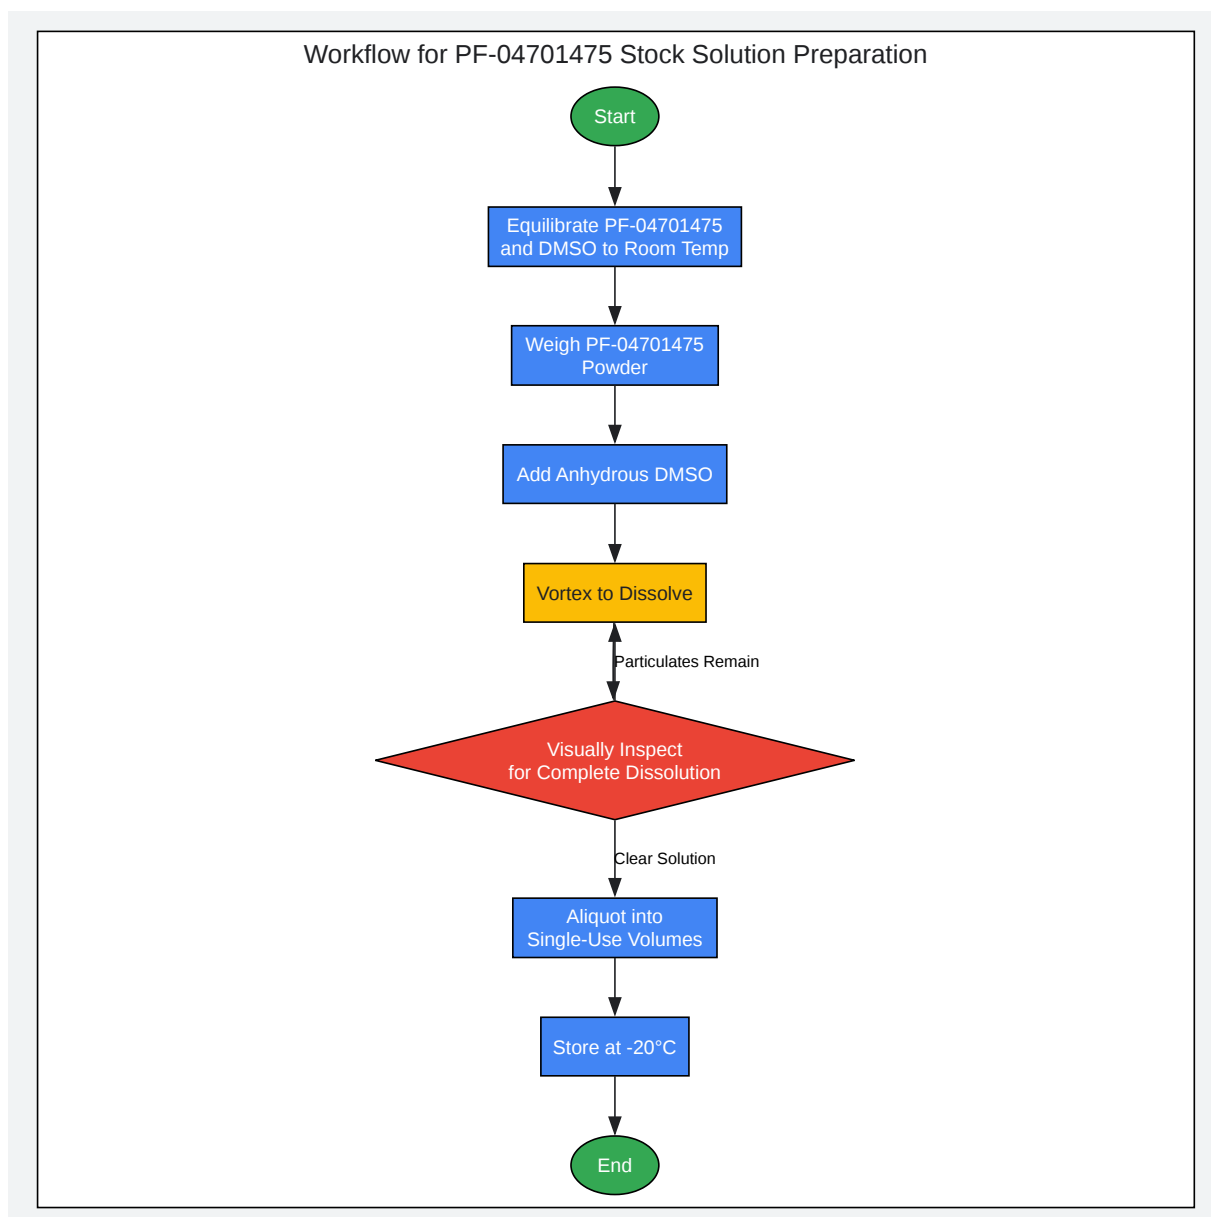 Workflow for PF-04701475 Stock Solution Preparation
Start
Equilibrate PF-04701475
and DMSO to Room Temp
Weigh PF-04701475
Powder
Add Anhydrous DMSO
Vortex to Dissolve
Particulates Remain
Visually Inspect
for Complete Dissolution
Clear Solution
Aliquot into
Single-Use Volumes
Store at -20°C
End